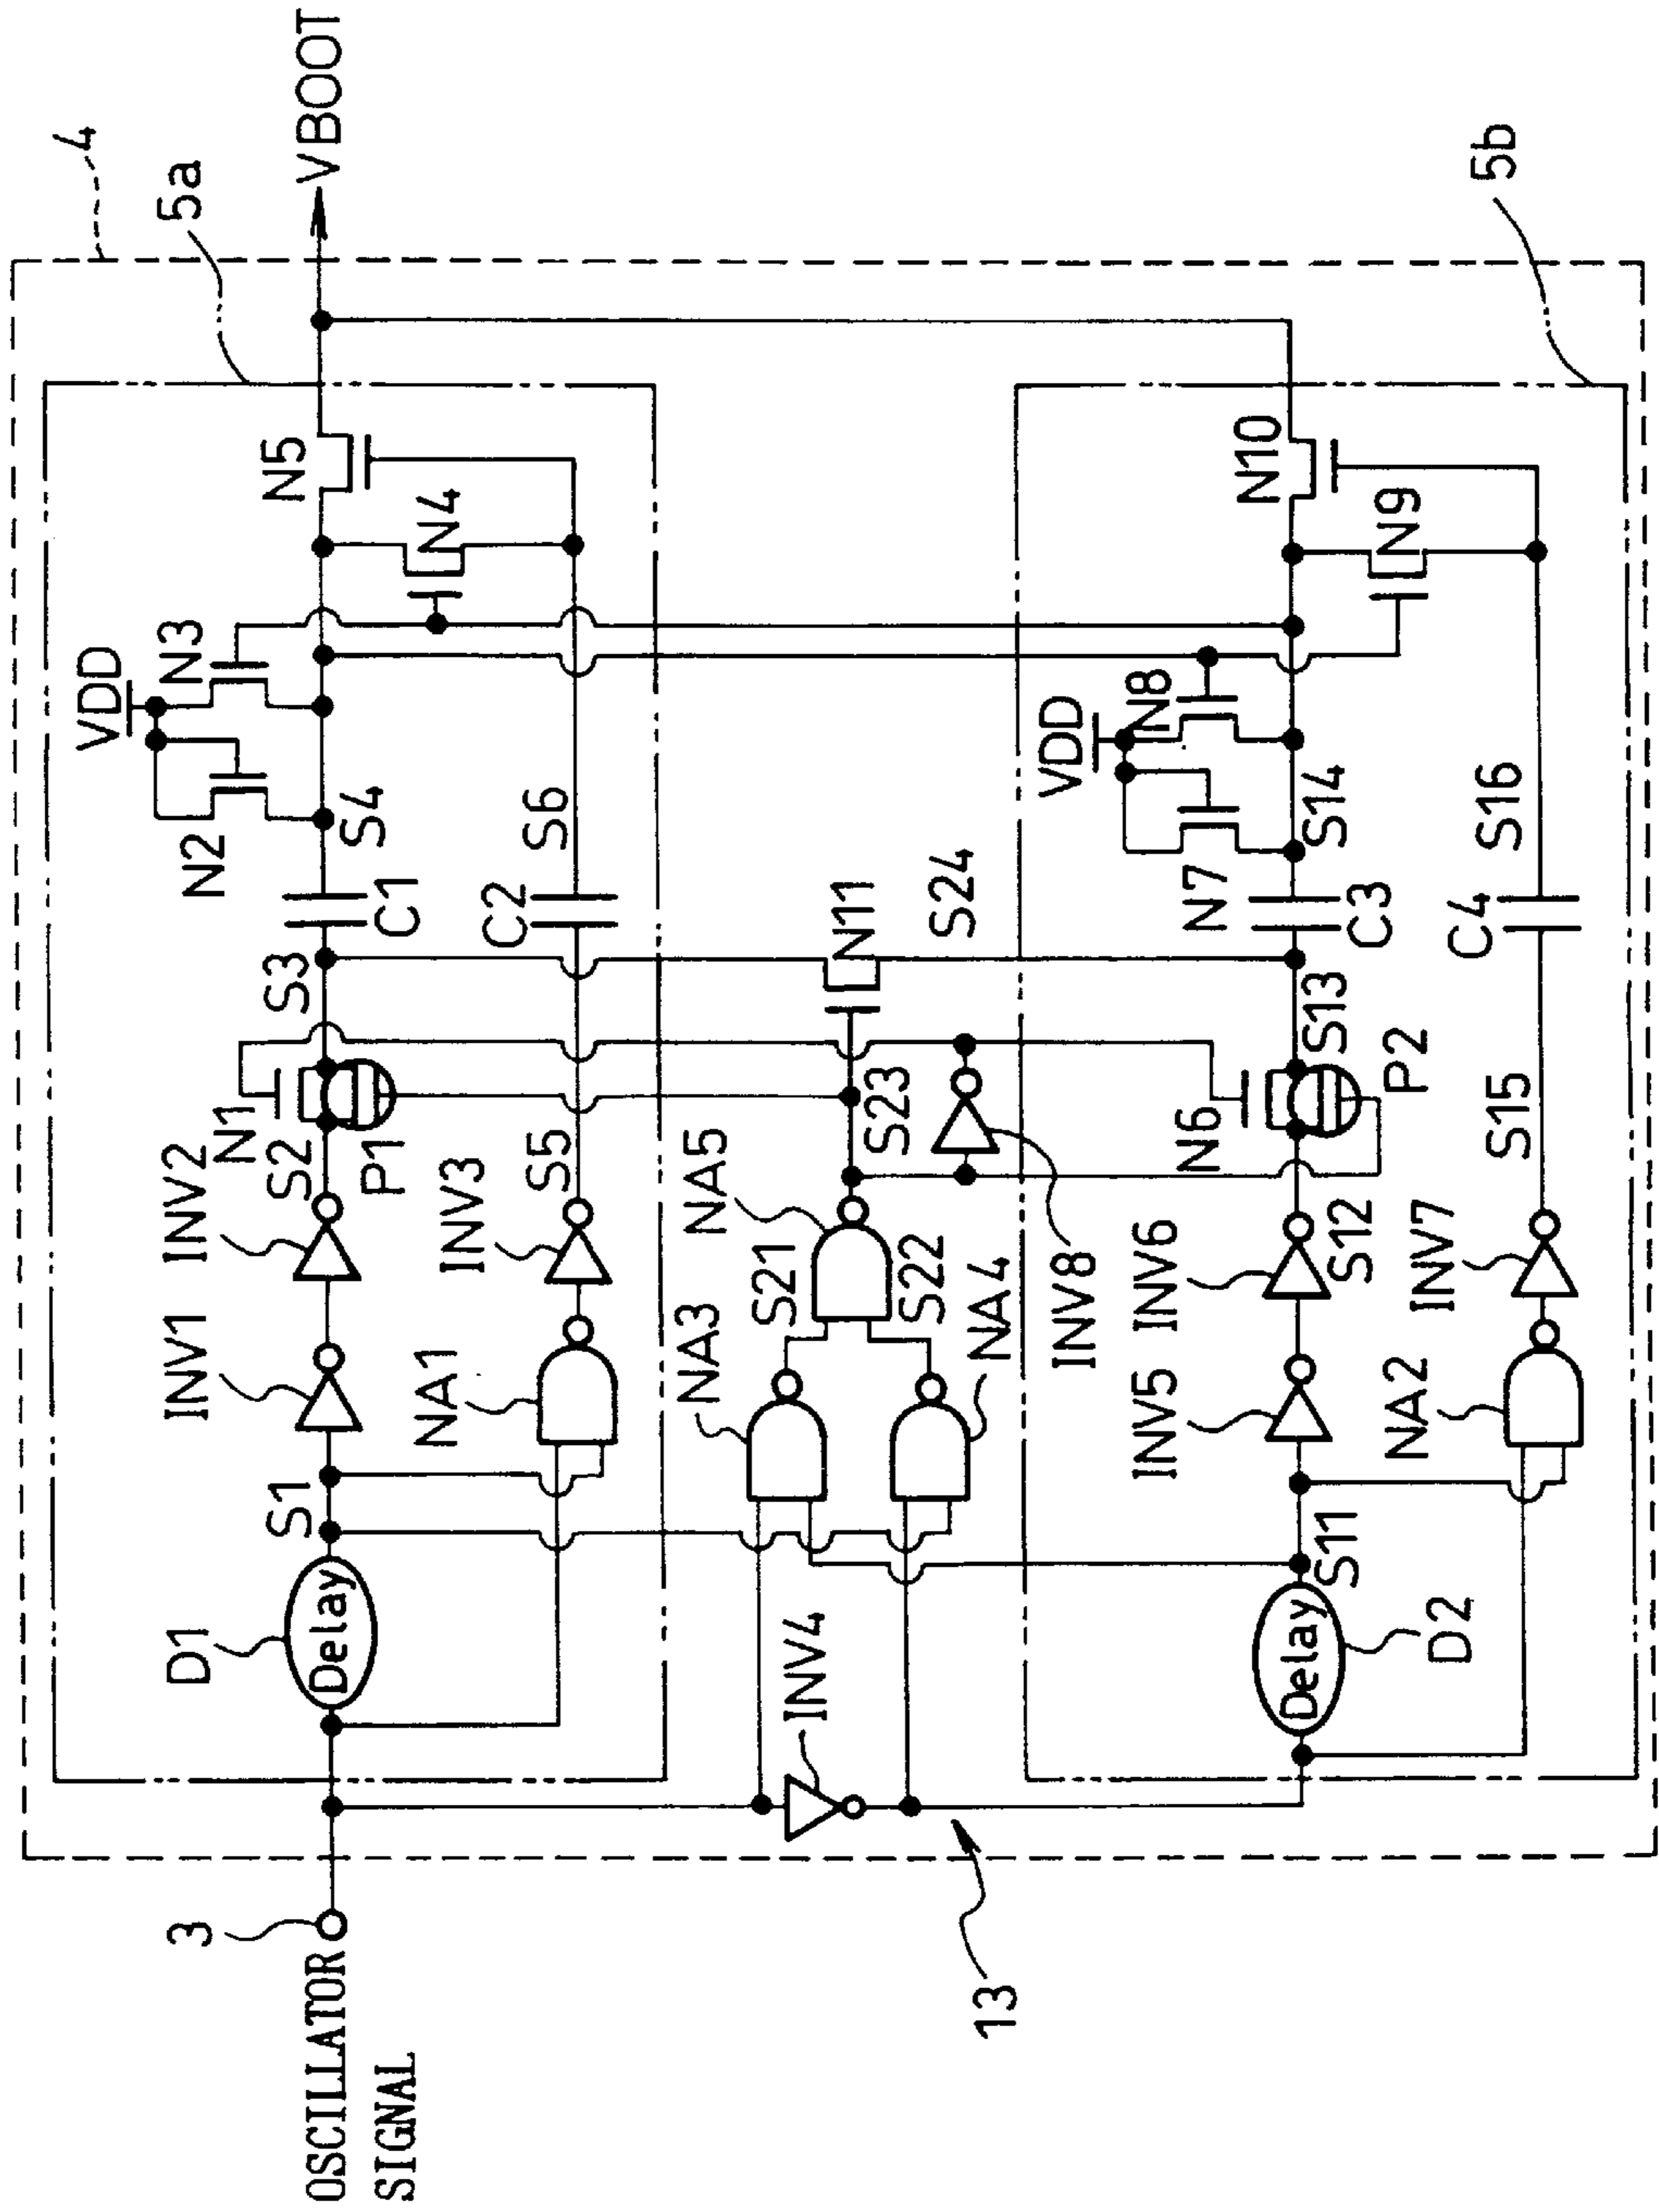 4
5a
VBOOT
VDD
N3
N2
N4
N5
S4
S6
C1
C2
S3
N1
S2
P1
INV2
INV1
INV3
S5
NA1
S1
D1
Delay
3
OSCILLATOR
SIGNAL
N11
S24
S23
NA5
S21
S22
NA3
NA4
INV8
INV4
13
5b
N10
N9
VDD
N8
N7
S14
S16
C3
C4
S13
N6
P2
S15
INV6
S12
INV7
INV5
NA2
S11
Delay
D2